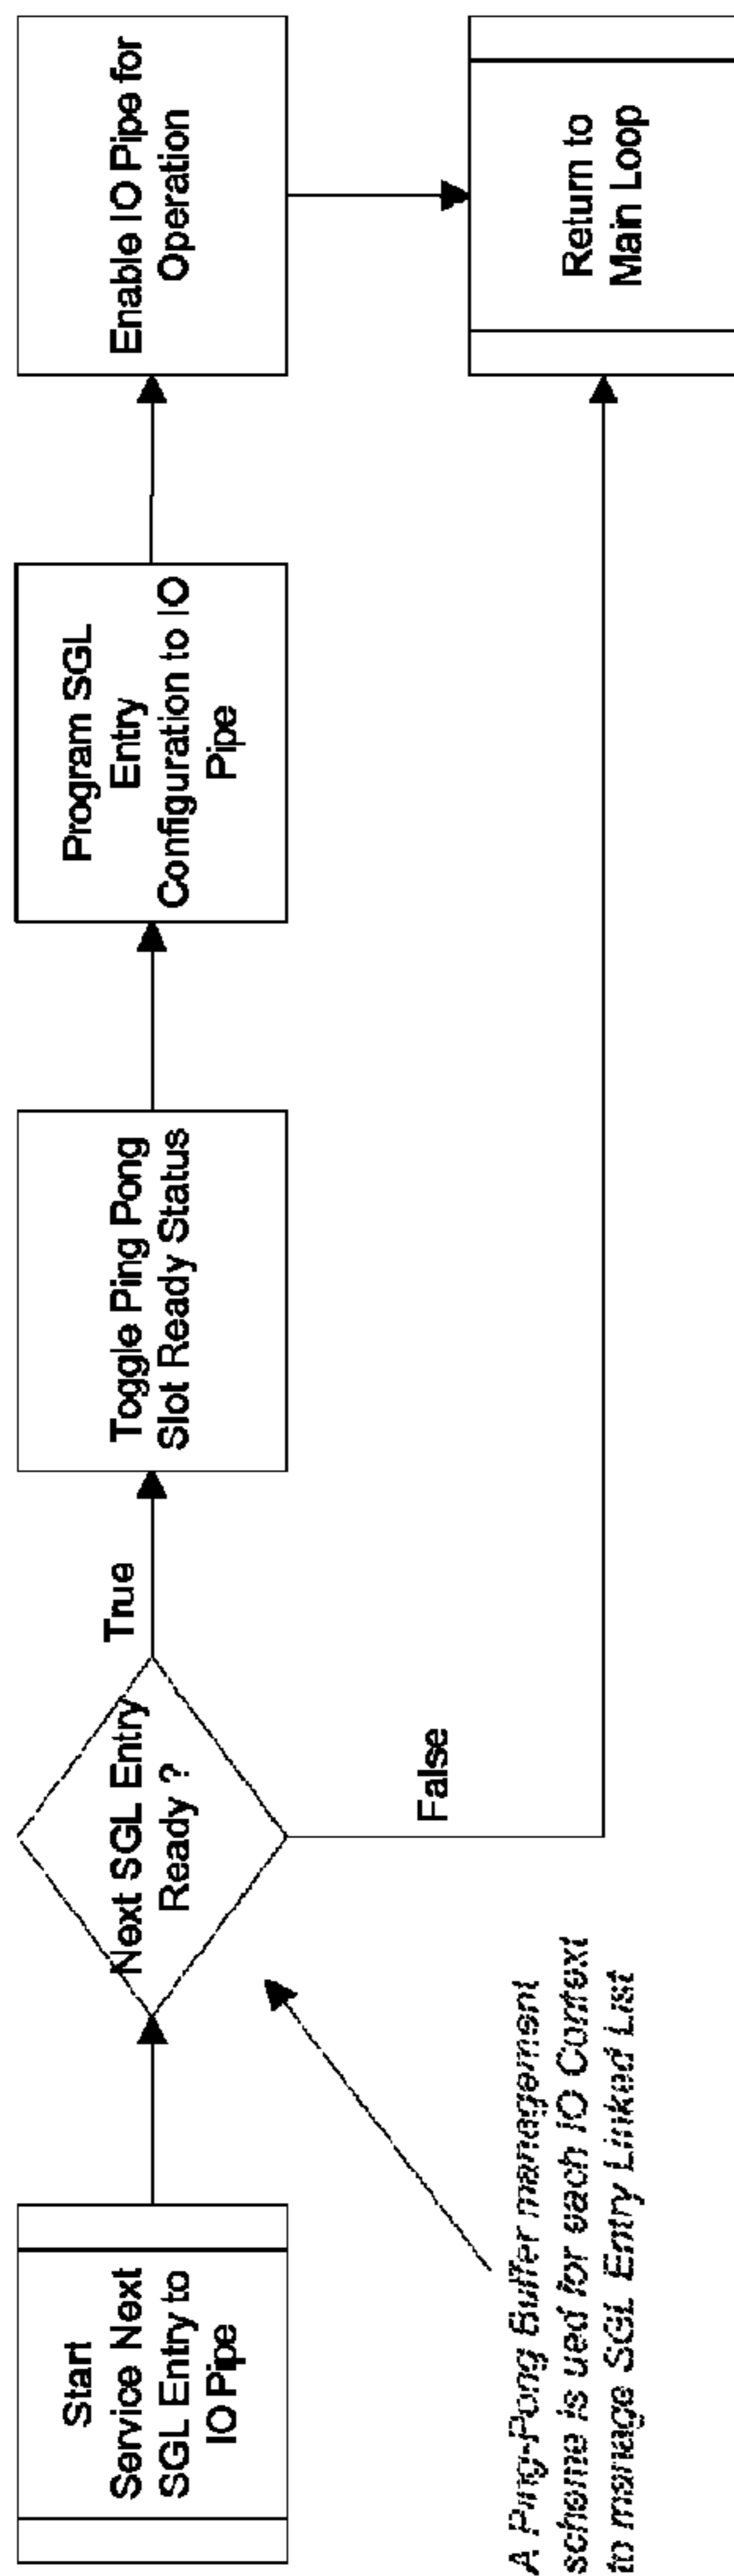 Start
Service Next
SGL Entry to
IO Pipe
Next SGL Entry
Ready ?
True
False
Toggle Ping Pong
Slot Ready Status
Program SGL
Entry
Configuration to IO
Pipe
Enable IO Pipe for
Operation
Return to
Main Loop
A Ping-Pong Buffer management
scheme is ued for each IO Context
to manage SGL Entry Linked List